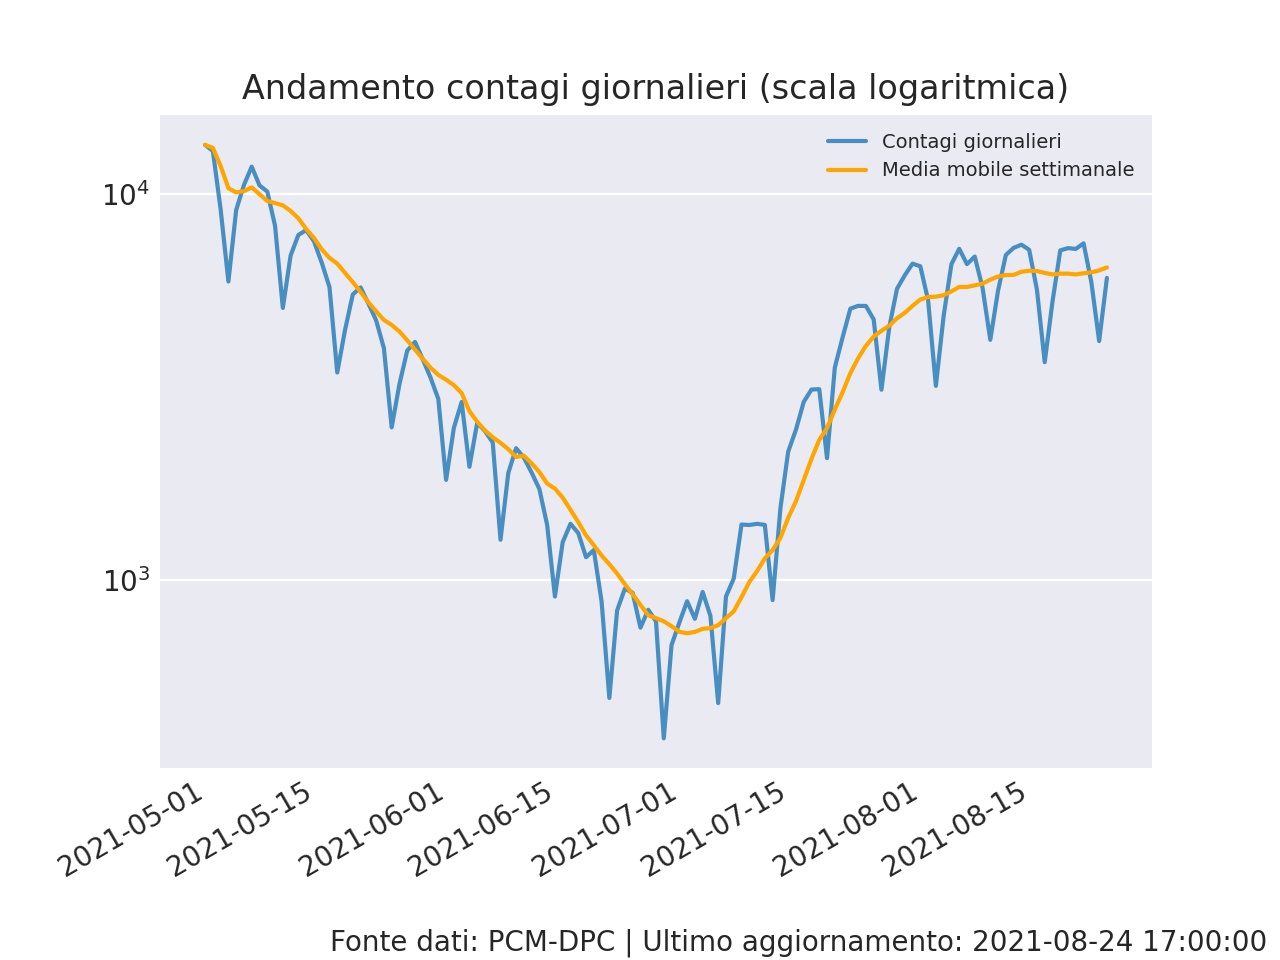 Andamento contagi giornalieri (scala logaritmica)
Contagi giornalieri
Media mobile settimanale
10⁴
10³
2021-05-01
2021-05-15
2021-06-01
2021-06-15
2021-07-01
2021-07-15
2021-08-01
2021-08-15
Fonte dati: PCM-DPC | Ultimo aggiornamento: 2021-08-24 17:00:00